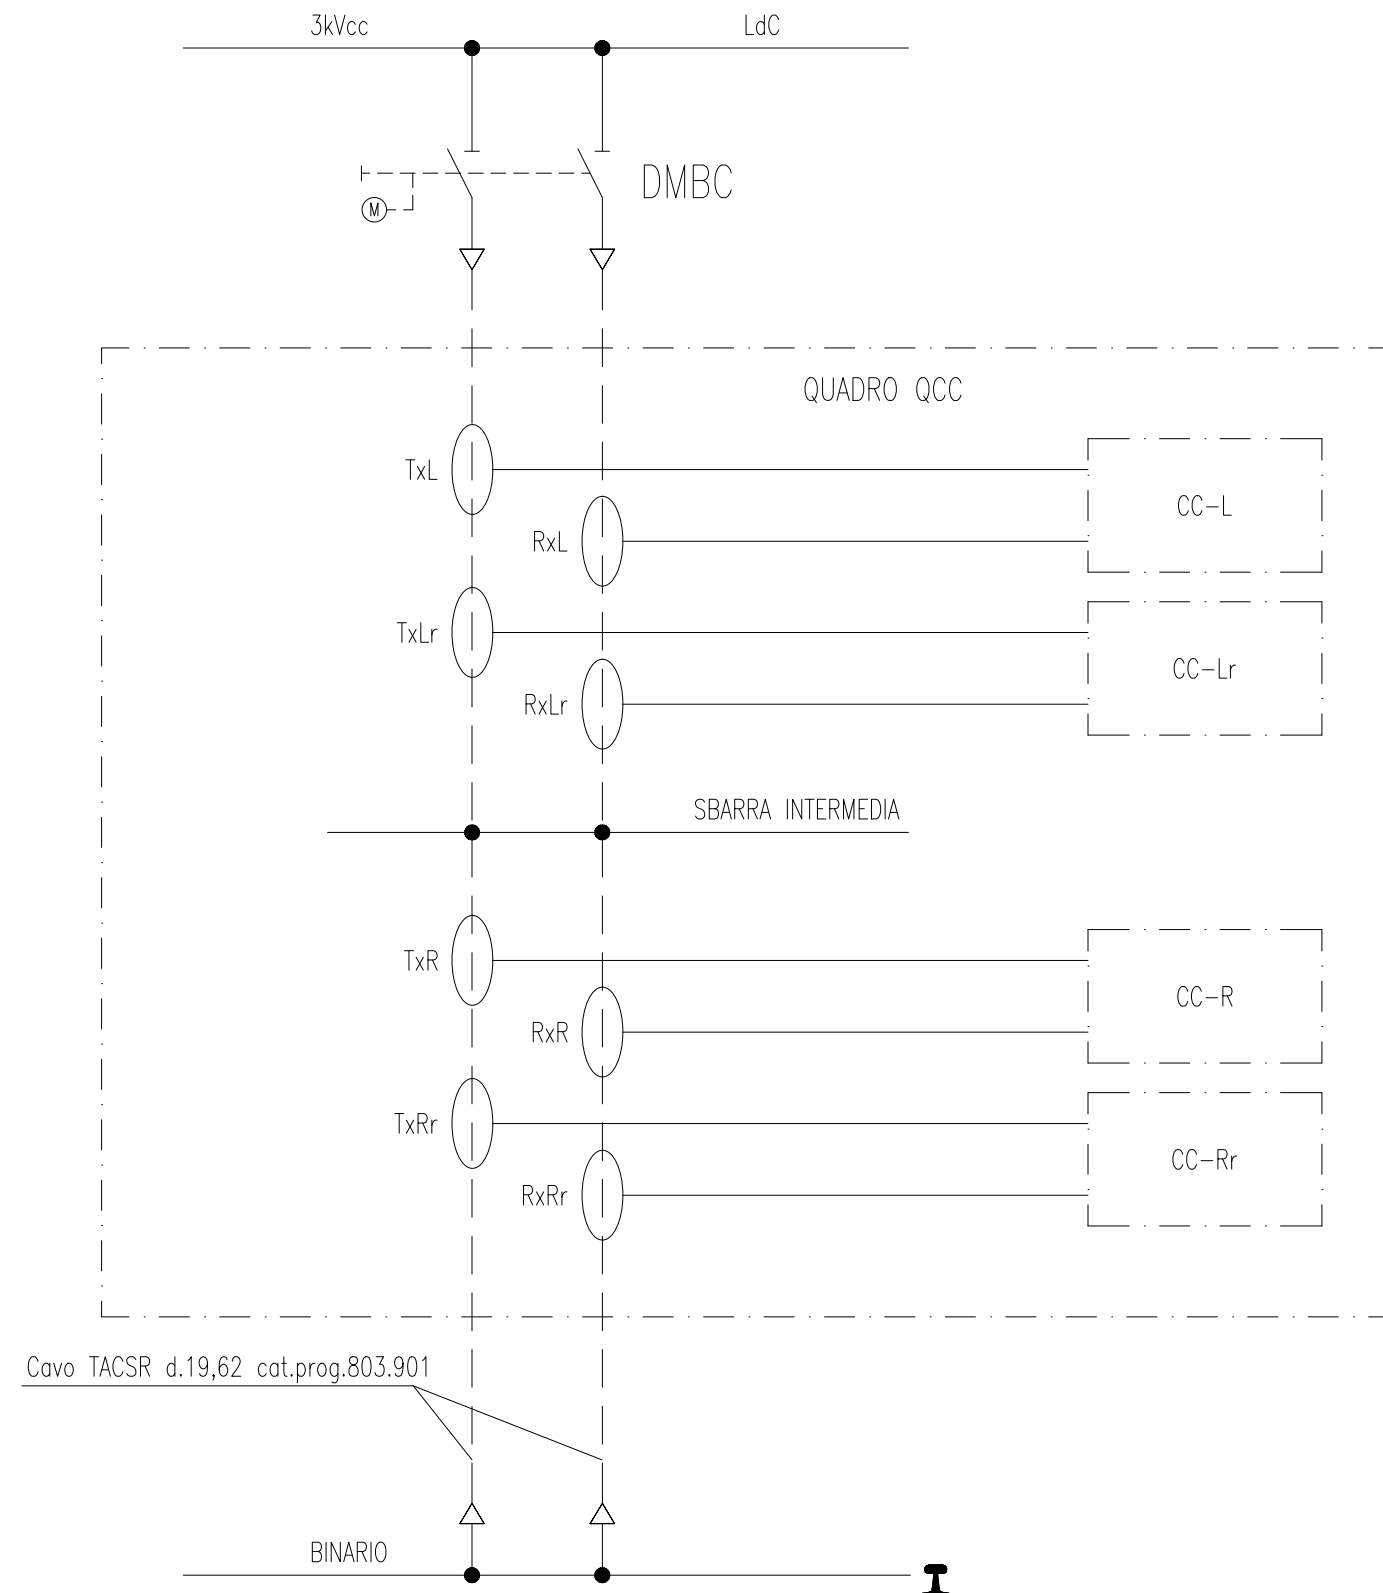 3kVcc
LdC
DMBC
M
QUADRO QCC
TxL
CC-L
RxL
TxLr
CC-Lr
RxLr
SBARRA INTERMEDIA
TxR
CC-R
RxR
TxRr
CC-Rr
RxRr
Cavo TACSR d.19,62 cat.prog.803.901
BINARIO